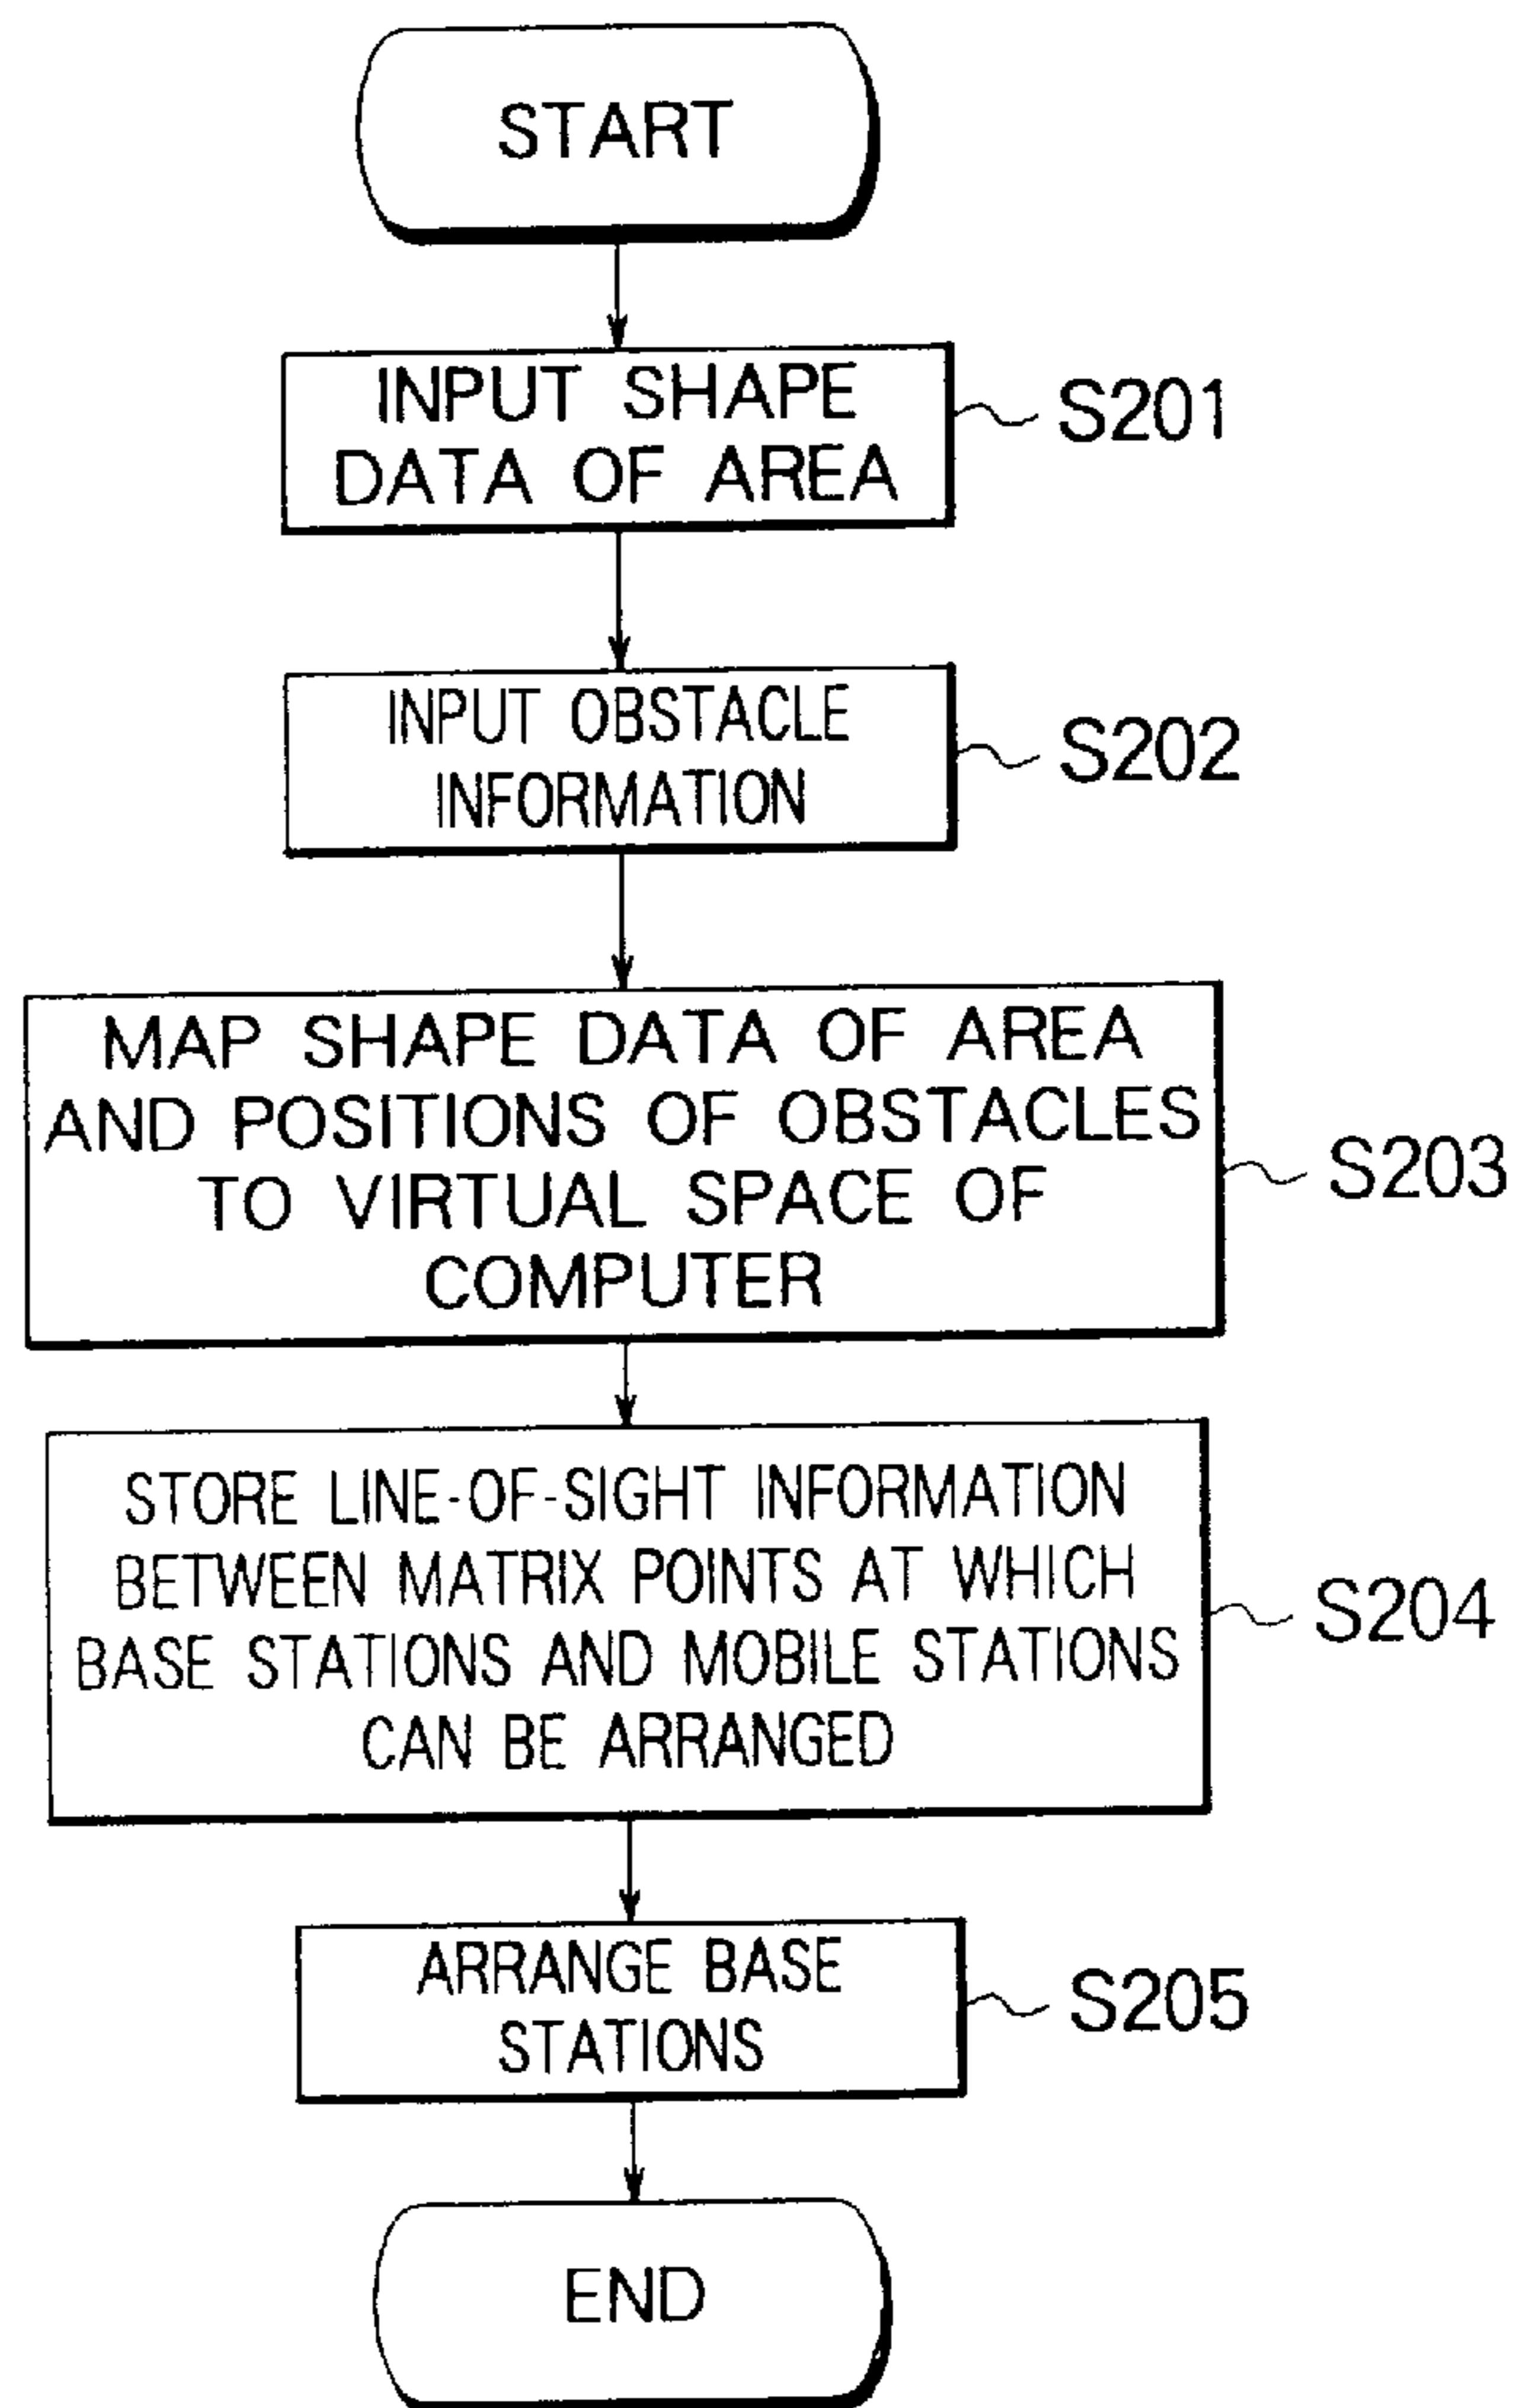 START
INPUT SHAPE
DATA OF AREA
S201
INPUT OBSTACLE
INFORMATION
S202
MAP SHAPE DATA OF AREA
AND POSITIONS OF OBSTACLES
TO VIRTUAL SPACE OF
COMPUTER
S203
STORE LINE-OF-SIGHT INFORMATION
BETWEEN MATRIX POINTS AT WHICH
BASE STATIONS AND MOBILE STATIONS
CAN BE ARRANGED
S204
ARRANGE BASE
STATIONS
S205
END